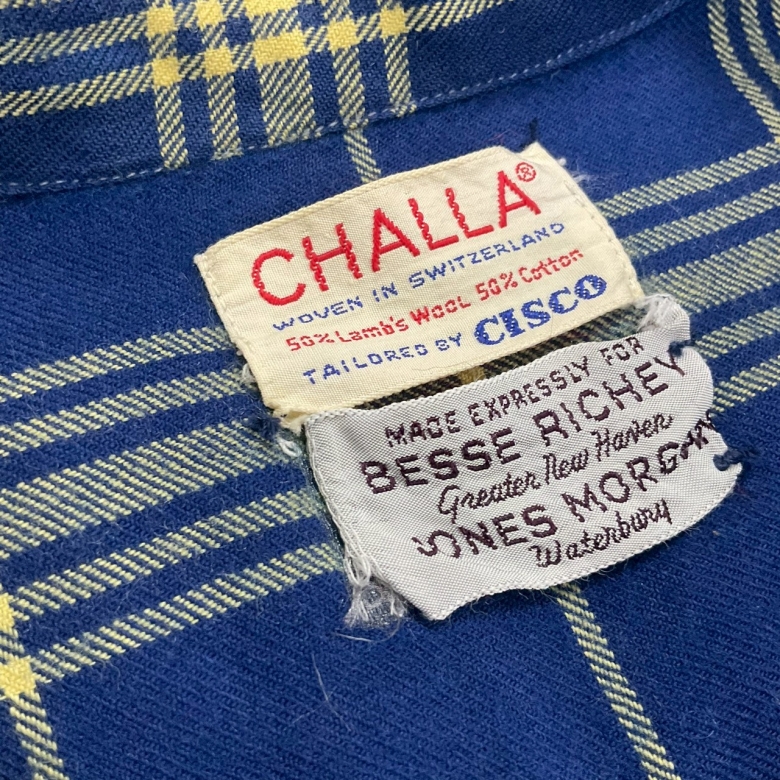 CHALLA®
WOVEN IN SWITZERLAND
50% Lamb's Wool 50% Cotton
TAILORED BY CISCO
MADE EXPRESSLY FOR
BESSE RICHEY
Greater New Haven
JONES MORGAN
Waterbury